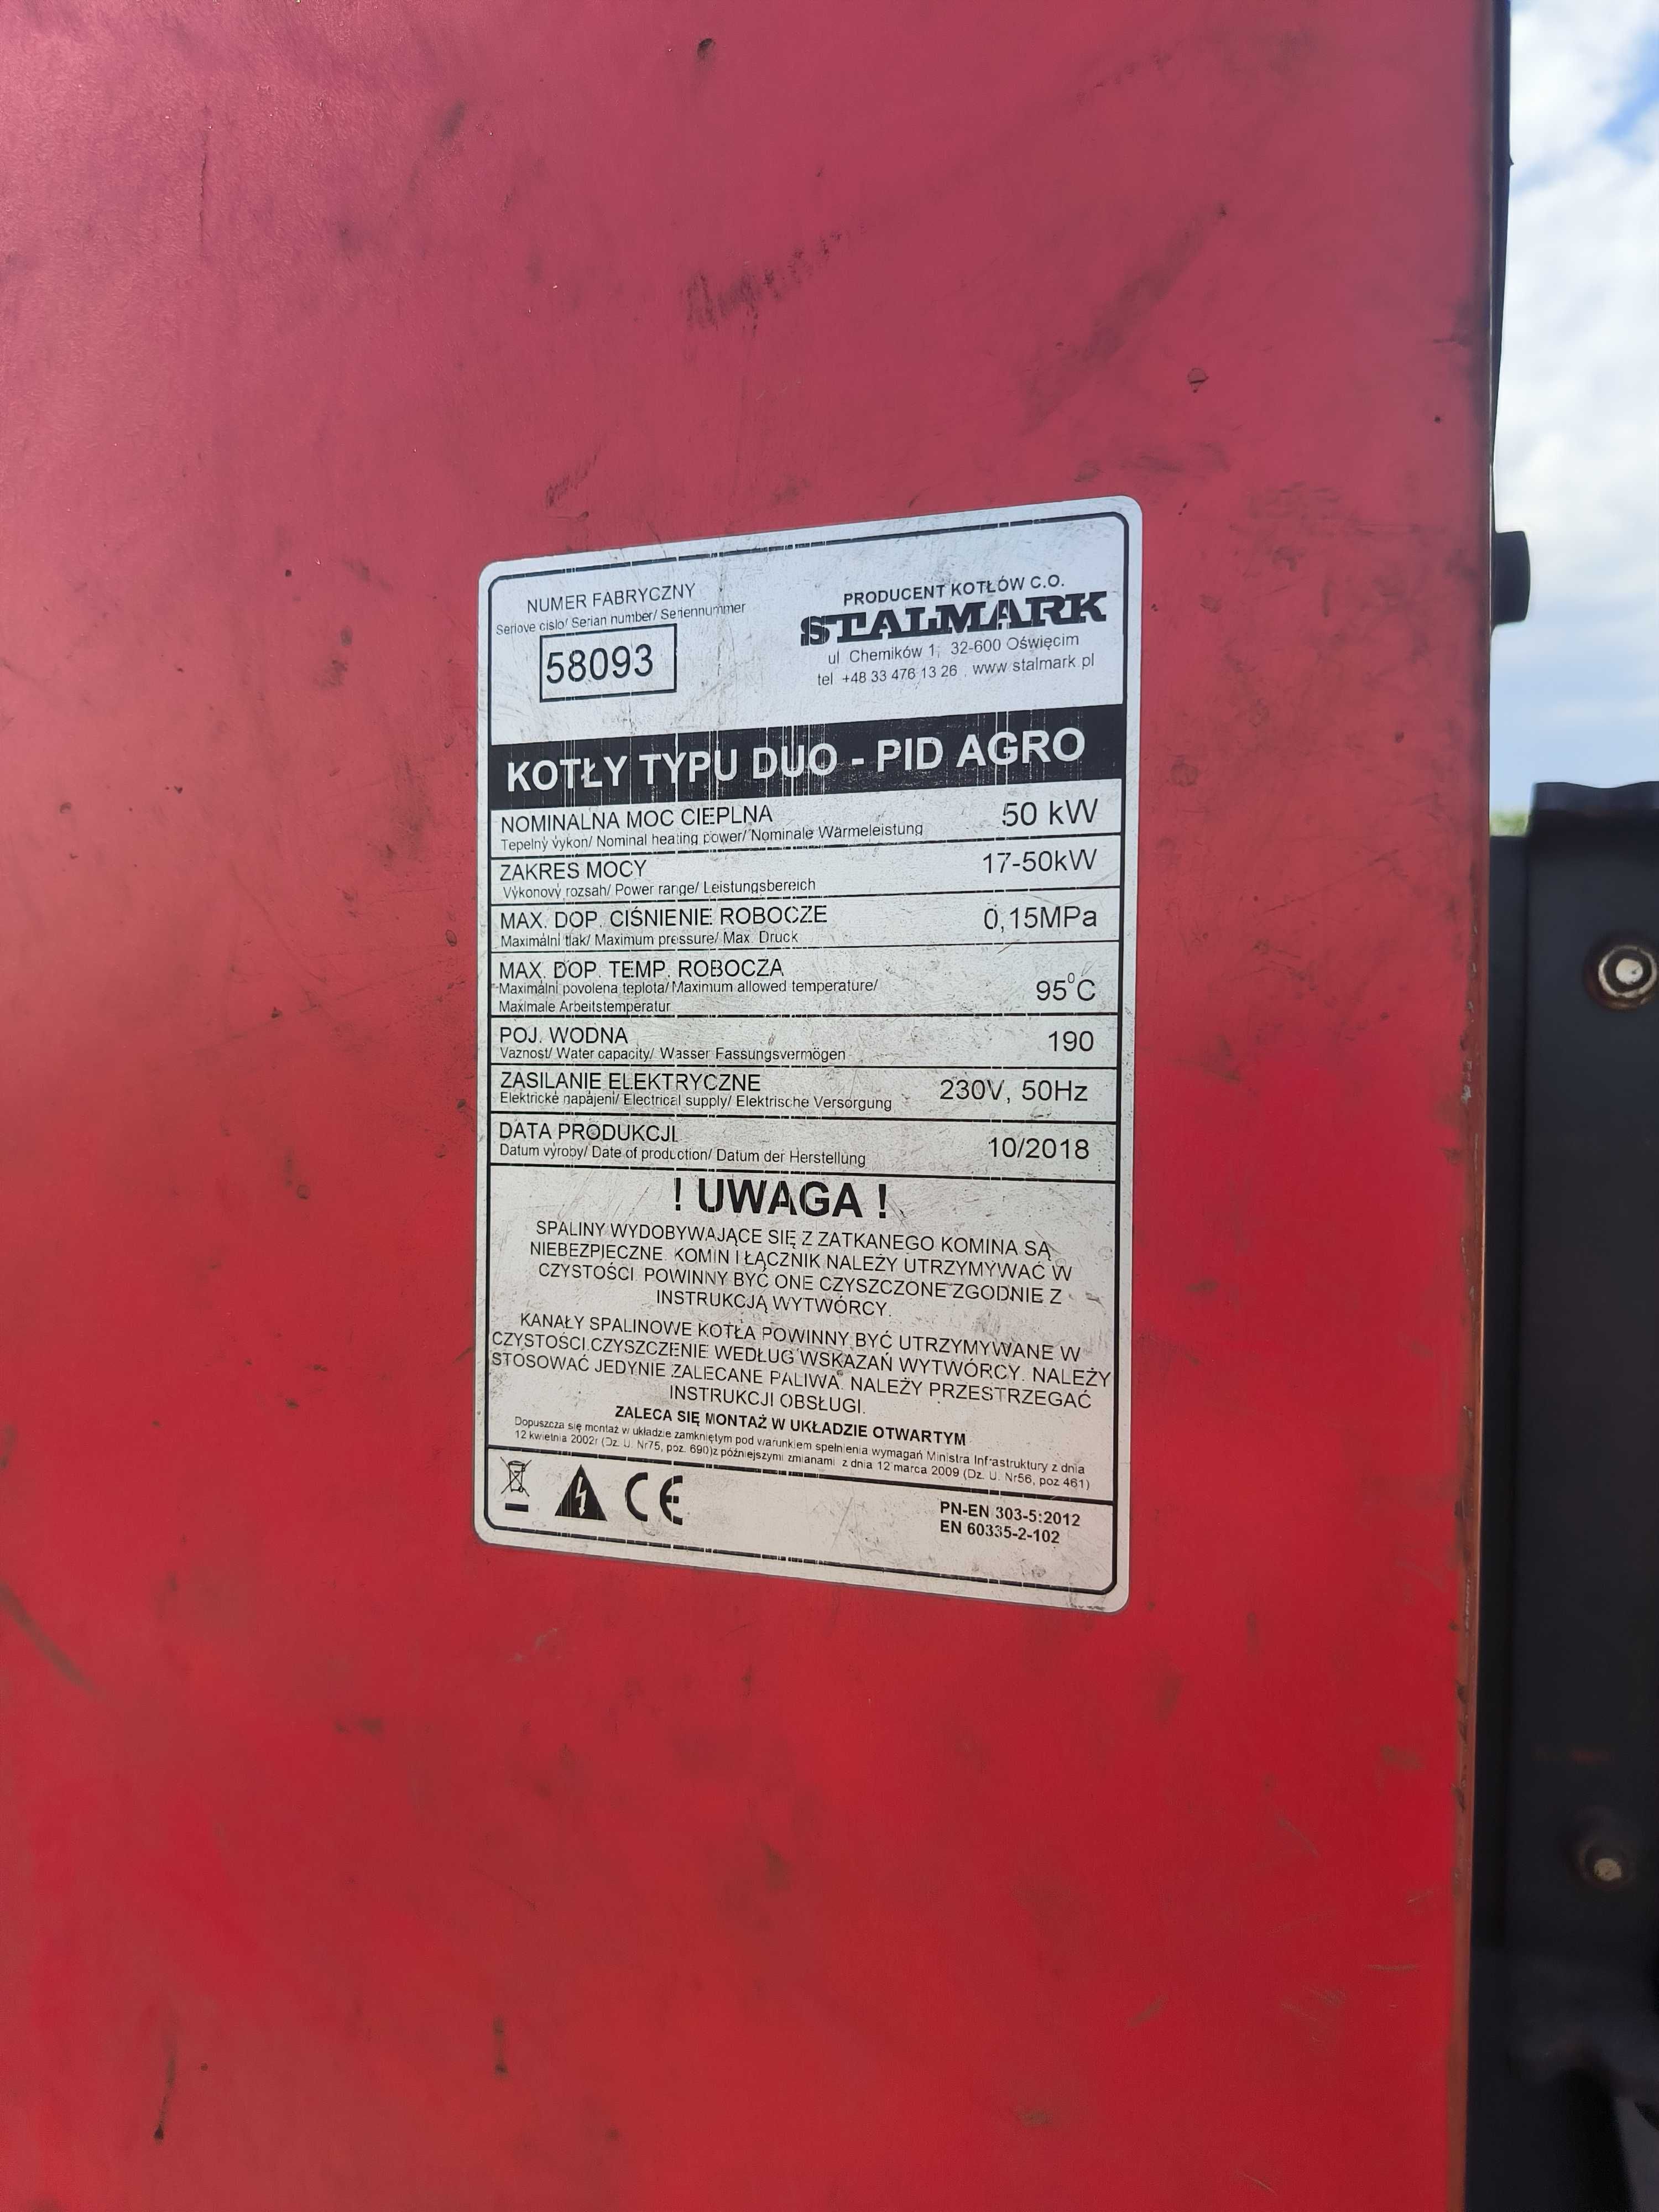 NUMER FABRYCZNY
Seriove cislo/ Serian number/ Seriennummer
58093
PRODUCENT KOTŁÓW C.O.
STALMARK
ul Chemików 1, 32-600 Oświęcim
tel +48 33 476 13 26 . www stalmark pl
KOTŁY TYPU DUO - PID AGRO
NOMINALNA MOC CIEPLNA 50 kW
Tepelný výkon/ Nominal heating power/ Nominale Wärmeleistung
ZAKRES MOCY 17-50kW
Výkonový rozsah/ Power range/ Leistungsbereich
MAX. DOP. CIŚNIENIE ROBOCZE 0,15MPa
Maximální tlak/ Maximum pressure/ Max. Druck
MAX. DOP. TEMP. ROBOCZA 95°C
Maximální povolena teplota/ Maximum allowed temperature/
Maximale Arbeitstemperatur
POJ. WODNA 190
Vaznost/ Water capacity/ Wasser Fassungsvermögen
ZASILANIE ELEKTRYCZNE 230V, 50Hz
Elektrické napájení/ Electrical supply/ Elektrische Versorgung
DATA PRODUKCJI 10/2018
Datum výroby/ Date of production/ Datum der Herstellung
! UWAGA !
SPALINY WYDOBYWAJĄCE SIĘ Z ZATKANEGO KOMINA SĄ
NIEBEZPIECZNE. KOMIN I ŁĄCZNIK NALEŻY UTRZYMYWAĆ W
CZYSTOŚCI POWINNY BYĆ ONE CZYSZCZONE ZGODNIE Z
INSTRUKCJĄ WYTWÓRCY.
KANAŁY SPALINOWE KOTŁA POWINNY BYĆ UTRZYMYWANE W
CZYSTOŚCI.CZYSZCZENIE WEDŁUG WSKAZAŃ WYTWÓRCY. NALEŻY
STOSOWAĆ JEDYNIE ZALECANE PALIWA. NALEŻY PRZESTRZEGAĆ
INSTRUKCJI OBSŁUGI.
ZALECA SIĘ MONTAŻ W UKŁADZIE OTWARTYM
Dopuszcza się montaż w układzie zamkniętym pod warunkiem spełnienia wymagań Ministra Infrastruktury z dnia
12 kwietnia 2002r (Dz. U. Nr75, poz. 690)z późniejszymi zmianami z dnia 12 marca 2009 (Dz. U. Nr56, poz 461)
CE
PN-EN 303-5:2012
EN 60335-2-102